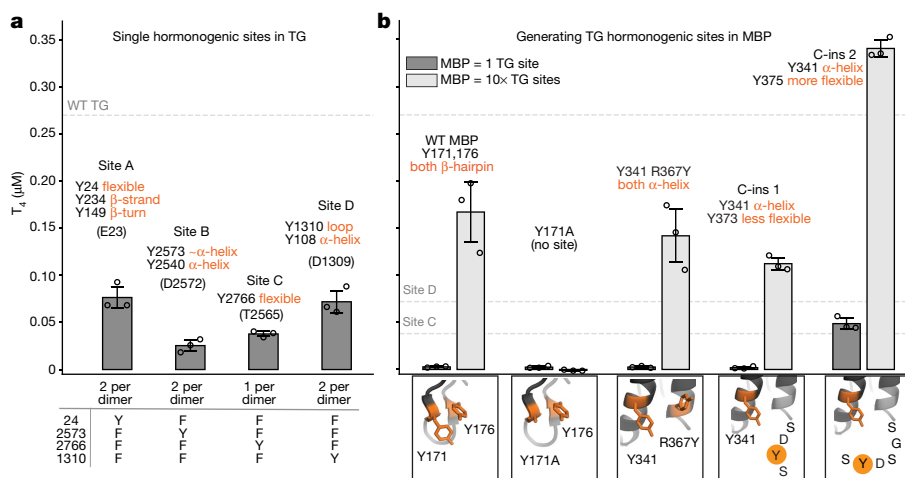 a
Single hormonogenic sites in TG
T4 (μM)
0.35
0.30
0.25
0.20
0.15
0.10
0.05
0
WT TG
Site A
Y24 flexible
Y234 β-strand
Y149 β-turn
(E23)
Site B
Y2573 ~α-helix
Y2540 α-helix
(D2572)
Site C
Y2766 flexible
(T2565)
Site D
Y1310 loop
Y108 α-helix
(D1309)
2 per dimer
2 per dimer
1 per dimer
2 per dimer
24 Y F F F
2573 F Y F F
2766 F F Y F
1310 F F F Y
b
Generating TG hormonogenic sites in MBP
MBP = 1 TG site
MBP = 10× TG sites
WT MBP
Y171,176
both β-hairpin
Y171A
(no site)
Y341 R367Y
both α-helix
C-ins 1
Y341 α-helix
Y373 less flexible
C-ins 2
Y341 α-helix
Y375 more flexible
Site D
Site C
Y176
Y171
Y176
Y171A
R367Y
Y341
Y341
S
D
Y
S
S
G
S
D
Y
S